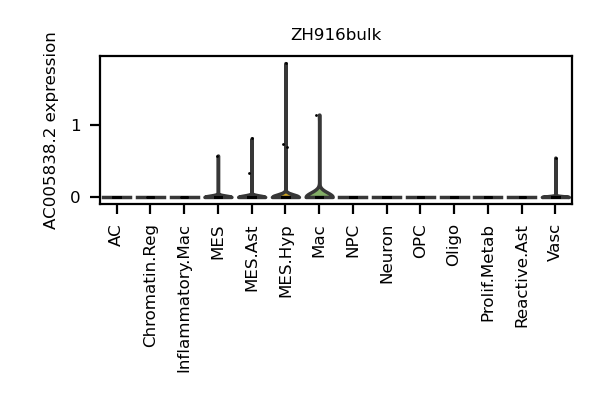 ZH916bulk
AC005838.2 expression
1
0
AC
Chromatin.Reg
Inflammatory.Mac
MES
MES.Ast
MES.Hyp
Mac
NPC
Neuron
OPC
Oligo
Prolif.Metab
Reactive.Ast
Vasc